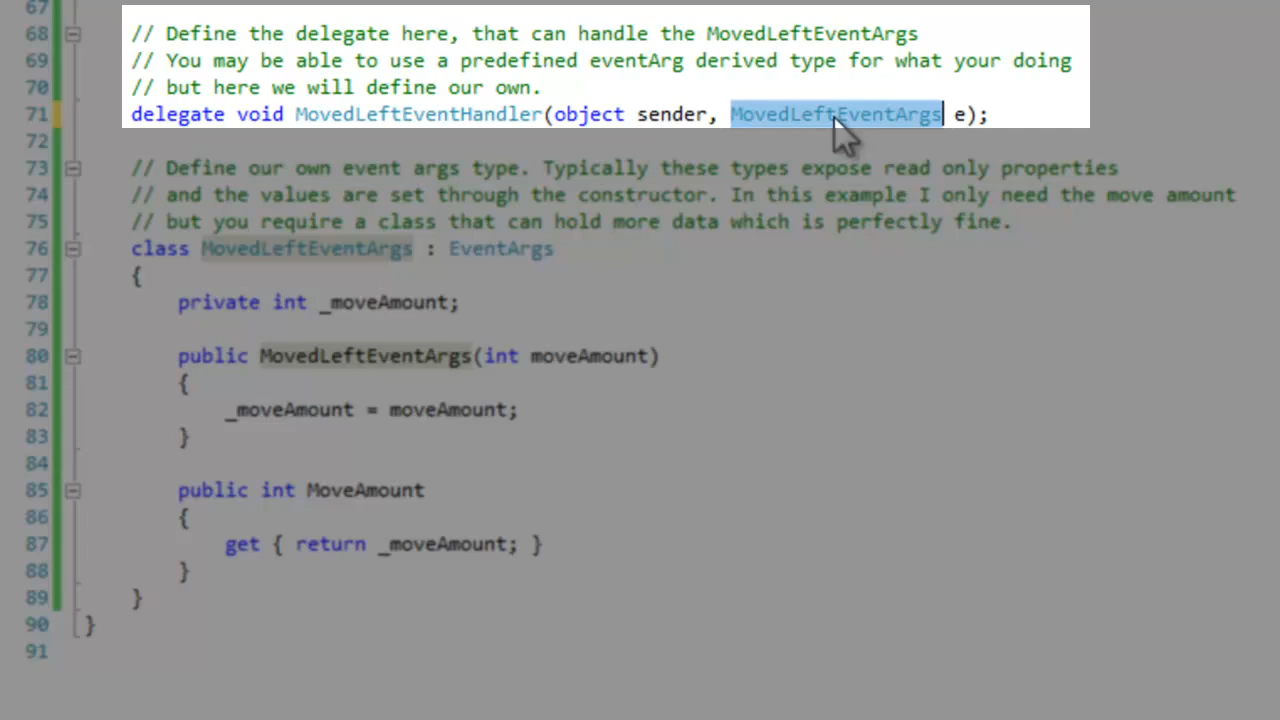 67
68 // Define the delegate here, that can handle the MovedLeftEventArgs
69 // You may be able to use a predefined eventArg derived type for what your doing
70 // but here we will define our own.
71 delegate void MovedLeftEventHandler(object sender, MovedLeftEventArgs e);
72
73 // Define our own event args type. Typically these types expose read only properties
74 // and the values are set through the constructor. In this example I only need the move amount
75 // but you require a class that can hold more data which is perfectly fine.
76 class MovedLeftEventArgs : EventArgs
77 {
78 private int _moveAmount;
79
80 public MovedLeftEventArgs(int moveAmount)
81 {
82 _moveAmount = moveAmount;
83 }
84
85 public int MoveAmount
86 {
87 get { return _moveAmount; }
88 }
89 }
90 }
91